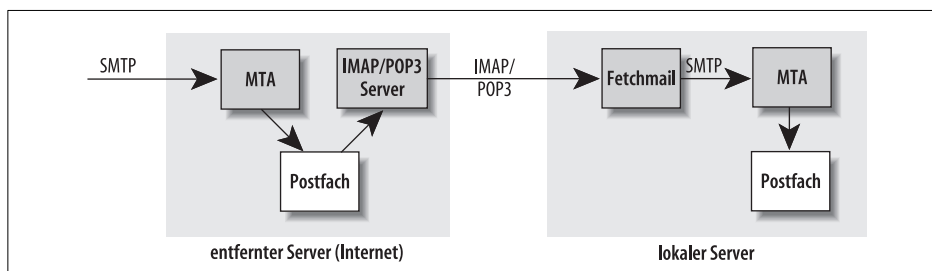 SMTP
MTA
IMAP/POP3
Server
Postfach
IMAP/
POP3
Fetchmail
SMTP
MTA
Postfach
entfernter Server (Internet)
lokaler Server